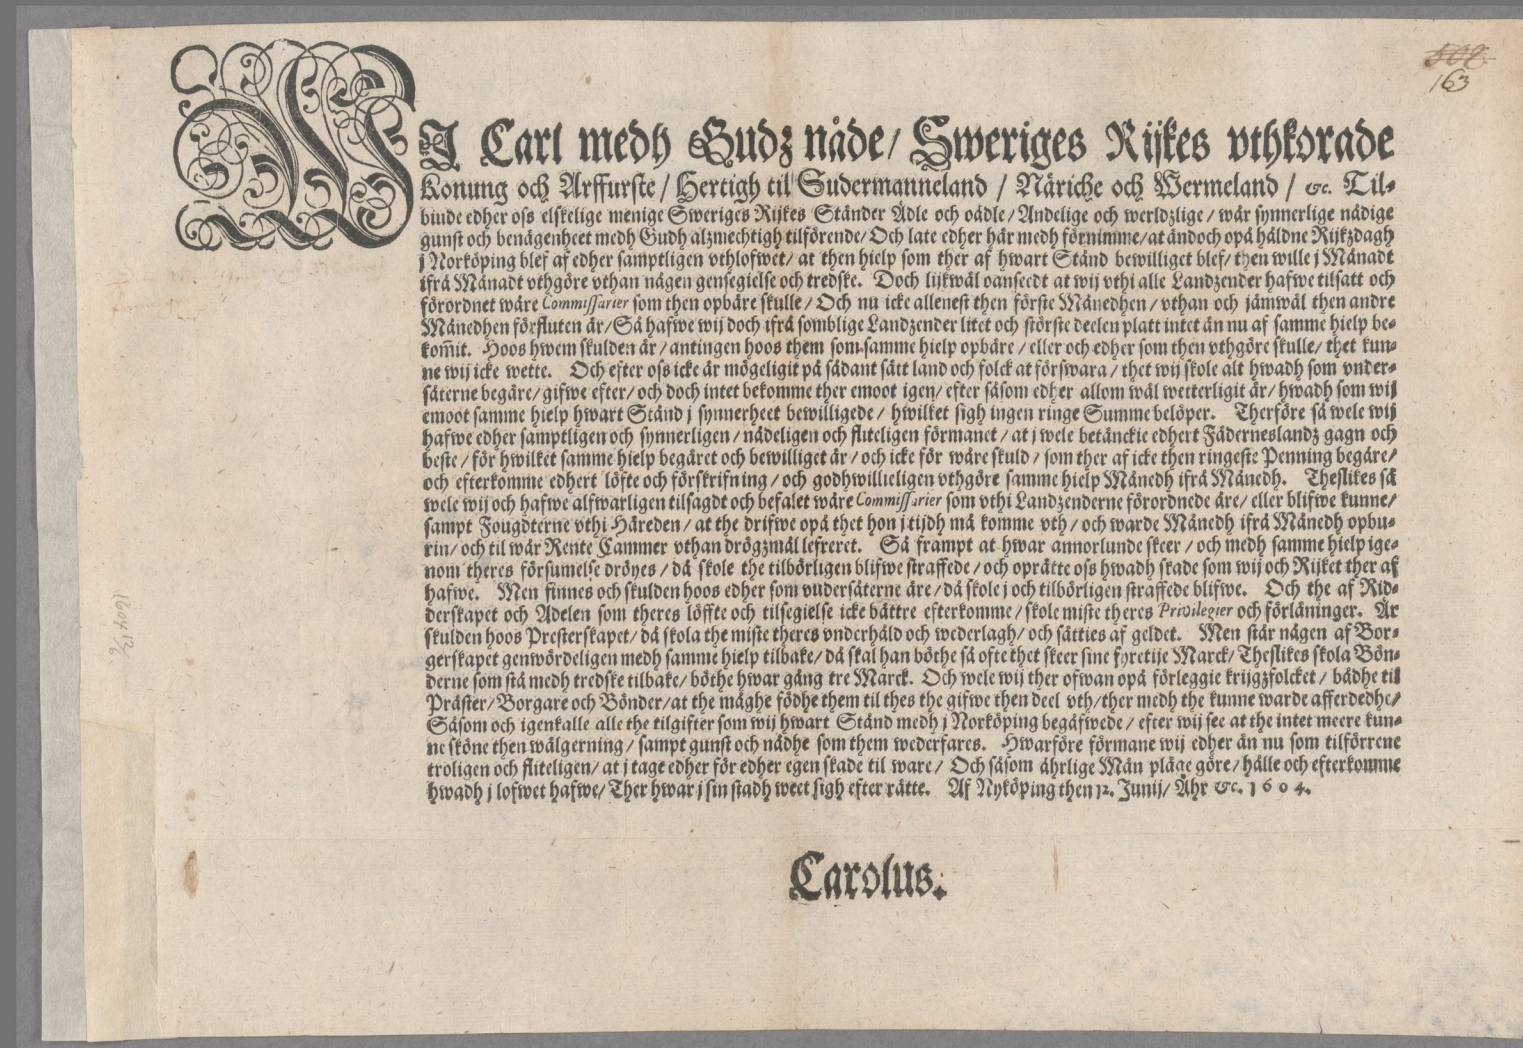 509
163
WJ Carl medh Gudz nåde/ Sweriges Rijkes vthkorade
Konung och Arffurste/ Hertigh til Sudermanneland / Näriche och Wermeland / &c. Til-
biude edher oss elskelige menige Sweriges Rijkes Ständer Ädle och oädle/ Andelige och werldzlige/ wår synnerlige nådige
gunst och benägenheet medh Gudh alzmechtigh tilförende/ Och late edher här medh förnimme/ at ändoch opå håldne Rijkzdagh
j Norköping blef af edher samptligen vthlofwet/ at then hielp som ther af hwart Stånd bewilliget blef/ then wille j Månadt
ifrå Månadt vthgöre vthan någen gensegielse och tredske. Doch lijkwäl oanseedt at wij vthi alle Landzender hafwe tilsatt och
förordnet wåre Commissarier som then opbäre skulle/ Och nu icke allenest then förste Månedhen/ vthan och jämwäl then andre
Månedhen förfluten är/ Så hafwe wij doch ifrå somblige Landzender litet och störste deelen platt intet än nu af samme hielp be-
kom̄it. Hoos hwem skulden är/ antingen hoos them som samme hielp opbäre/ eller och edher som then vthgöre skulle/ thet kun-
ne wij icke wette. Och efter oss icke är mögeligit på sådant sätt land och folck at förswara/ thet wij skole alt hwadh som vnder-
såterne begäre/ gifwe efter/ och doch intet bekomme ther emoot igen/ efter såsom edher allom wäl wetterligit är/ hwadh som wij
emoot samme hielp hwart Stånd j synnerheet bewilligede/ hwilket sigh ingen ringe Summe belöper. Therföre så wele wij
hafwe edher samptligen och synnerligen/ nådeligen och fliteligen förmanet/ at j wele betänckie edhert Fäderneslandz gagn och
beste/ för hwilket samme hielp begäret och bewilliget är/ och icke för wåre skuld/ som ther af icke then ringeste Penning begäre/
och efterkomme edhert löfte och förskrifning/ och godhwillieligen vthgöre samme hielp Månedh ifrå Månedh. Theslikes så
wele wij och hafwe alfwarligen tilsagdt och befalet wåre Commissarier som vthi Landzenderne förordnede äre/ eller blifwe kunne/
sampt Fougdterne vthi Häreden/ at the drifwe opå thet hon j tijdh må komme vth/ och warde Månedh ifrå Månedh opbu-
rin/ och til wår Rente Cammer vthan drögzmål lefreret. Så frampt at hwar annorlunde skeer/ och medh samme hielp ige-
nom theres försumelse dröyes/ då skole the tilbörligen blifwe straffede/ och oprätte oss hwadh skade som wij och Rijket ther af
hafwe. Men finnes och skulden hoos edher som vndersåterne äre/ då skole j och tilbörligen straffede blifwe. Och the af Rid-
derskapet och Adelen som theres löffte och tilsegielse icke bättre efterkomme/ skole miste theres Privilegier och förläninger. Är
skulden hoos Presterskapet/ då skola the miste theres vnderhåld och wederlagh/ och sätties af geldet. Men står någen af Bor-
gerskapet genwördeligen medh samme hielp tilbake/ då skal han böthe så ofte thet skeer sine fyretije Marck/ Theslikes skola Bön-
derne som stå medh tredske tilbake/ böthe hwar gång tre Marck. Och wele wij ther ofwan opå förleggie krijgzfolcket/ bådhe til
Präster/ Borgare och Bönder/ at the måghe födhe them til thes the gifwe then deel vth/ ther medh the kunne warde afferdedhe/
Såsom och igenkalle alle the tilgifter som wij hwart Stånd medh j Norköping begåfwede/ efter wij see at the intet meere kun-
ne sköne then wälgerning/ sampt gunst och nådhe som them wederfares. Hwarföre förmane wij edher än nu som tilförrene
troligen och fliteligen/ at j tage edher för edher egen skade til ware/ Och såsom ährlige Män pläge göre/ hålle och efterkomme
hwadh j lofwet hafwe/ Ther hwar j sin stadh weet sigh efter rätte. Af Nyköping then 12. Junij/ Åhr &c. 1604.
Carolus.
1604 12/6.